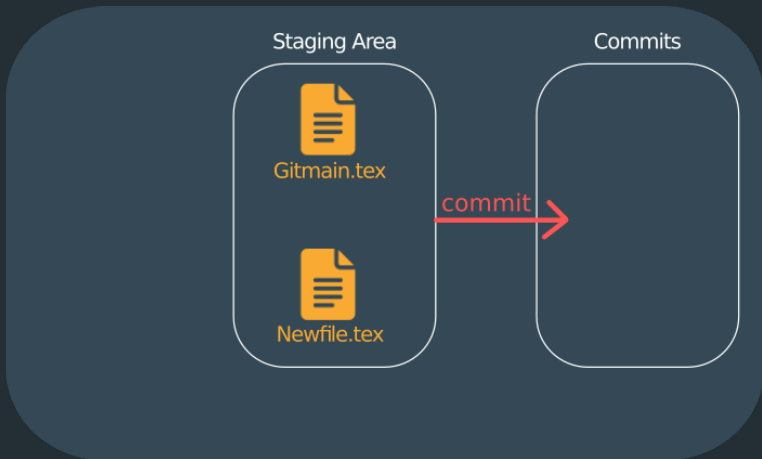 Staging Area
Commits
Gitmain.tex
commit
Newfile.tex